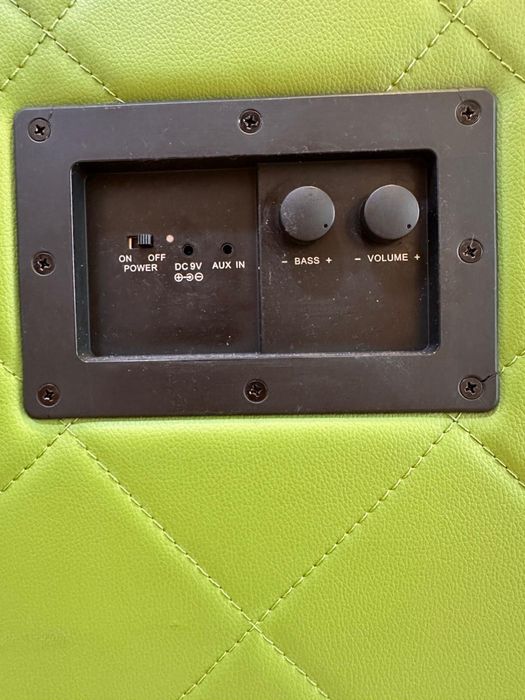 ON OFF
POWER
DC 9V
⊕-●-⊖
AUX IN
- BASS +
- VOLUME +